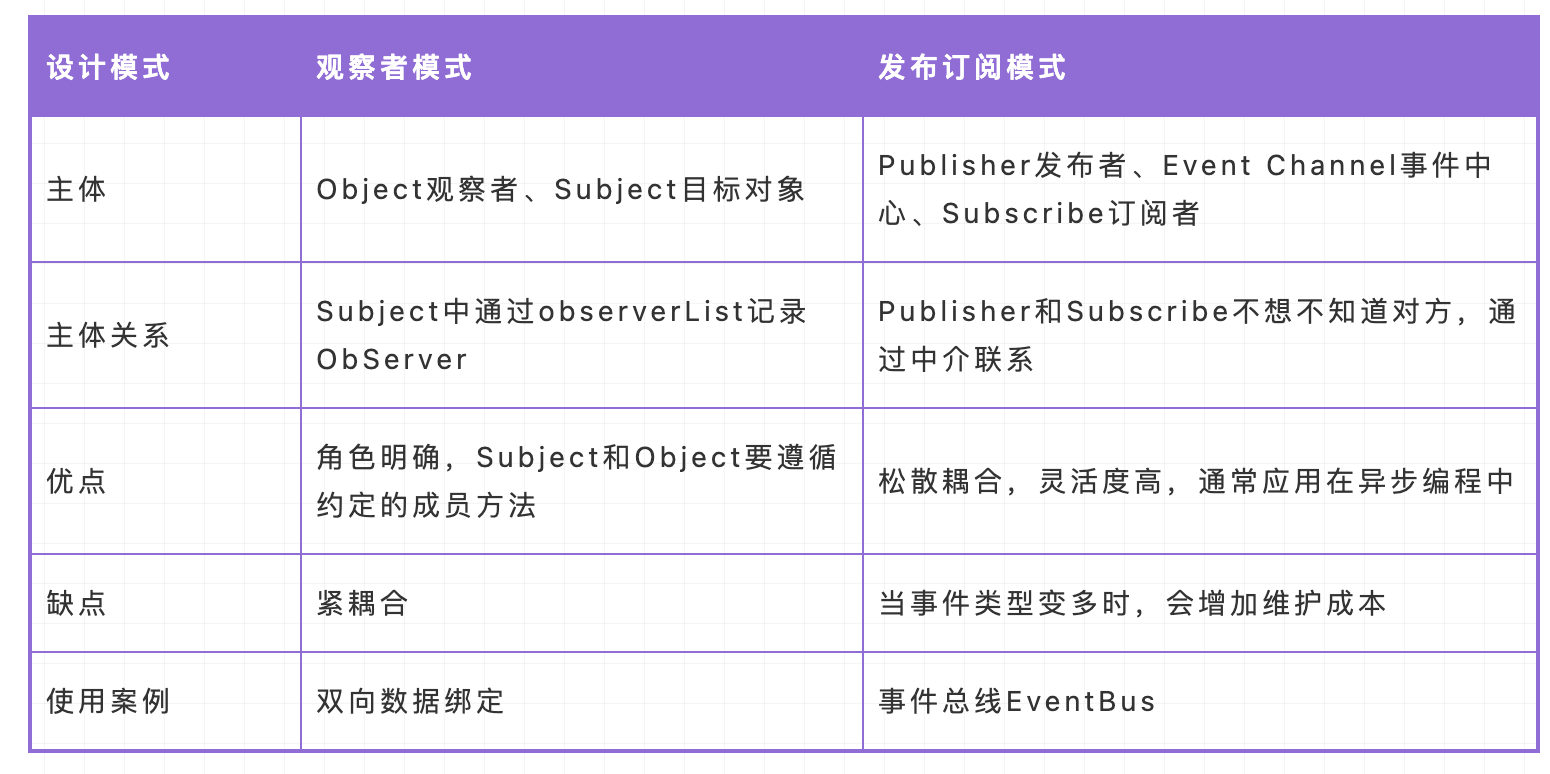 设计模式 观察者模式 发布订阅模式
主体 Object观察者、Subject目标对象 Publisher发布者、Event Channel事件中
心、Subscribe订阅者
主体关系 Subject中通过observerList记录
ObServer
Publisher和Subscribe不想不知道对方，通
过中介联系
优点 角色明确，Subject和Object要遵循
约定的成员方法
松散耦合，灵活度高，通常应用在异步编程中
缺点 紧耦合 当事件类型变多时，会增加维护成本
使用案例 双向数据绑定 事件总线EventBus